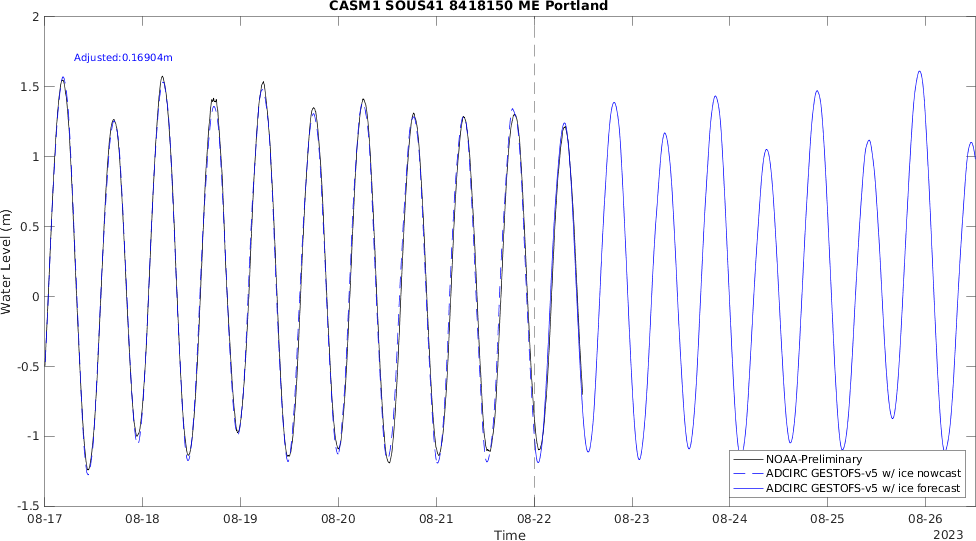 CASM1 SOUS41 8418150 ME Portland
Adjusted:0.16904m
Water Level (m)
2
1.5
1
0.5
0
-0.5
-1
-1.5
NOAA-Preliminary
ADCIRC GESTOFS-v5 w/ ice nowcast
ADCIRC GESTOFS-v5 w/ ice forecast
08-17 08-18 08-19 08-20 08-21 08-22 08-23 08-24 08-25 08-26
Time
2023